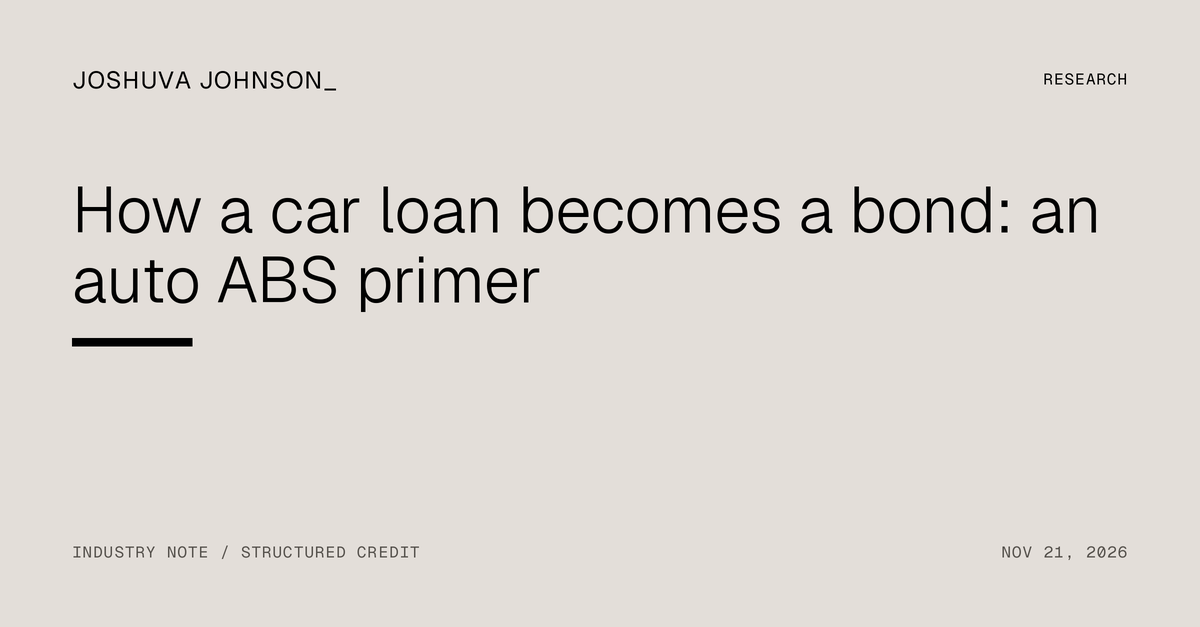 JOSHUVA JOHNSON_
RESEARCH
How a car loan becomes a bond: an
auto ABS primer
INDUSTRY NOTE / STRUCTURED CREDIT
NOV 21, 2026